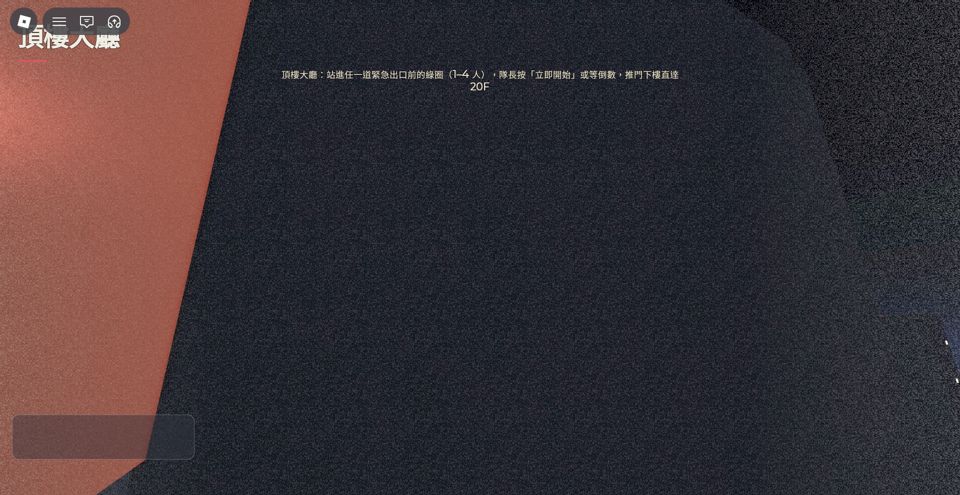 頂樓大廳
頂樓大廳：站進任一道緊急出口前的綠圈（1–4 人），隊長按「立即開始」或等倒數，推門下樓直達
20F